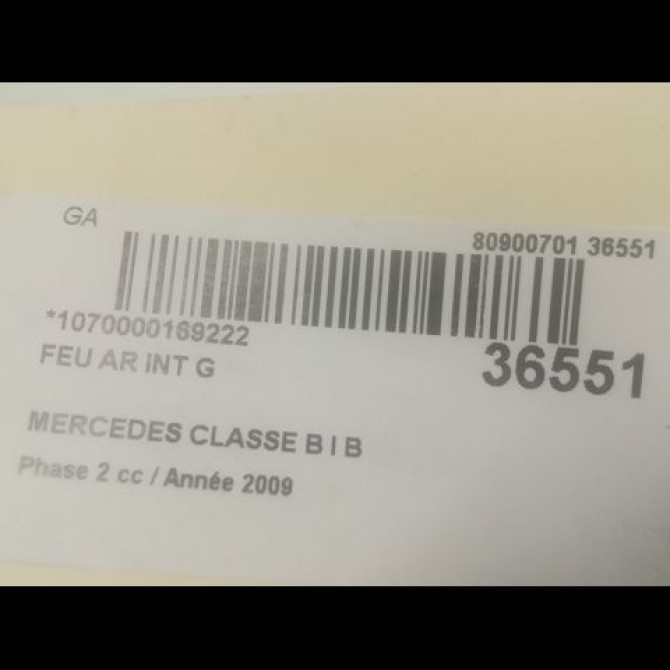 GA
80900701 36551
*1070000169222
36551
FEU AR INT G
MERCEDES CLASSE B I B
Phase 2 cc / Année 2009